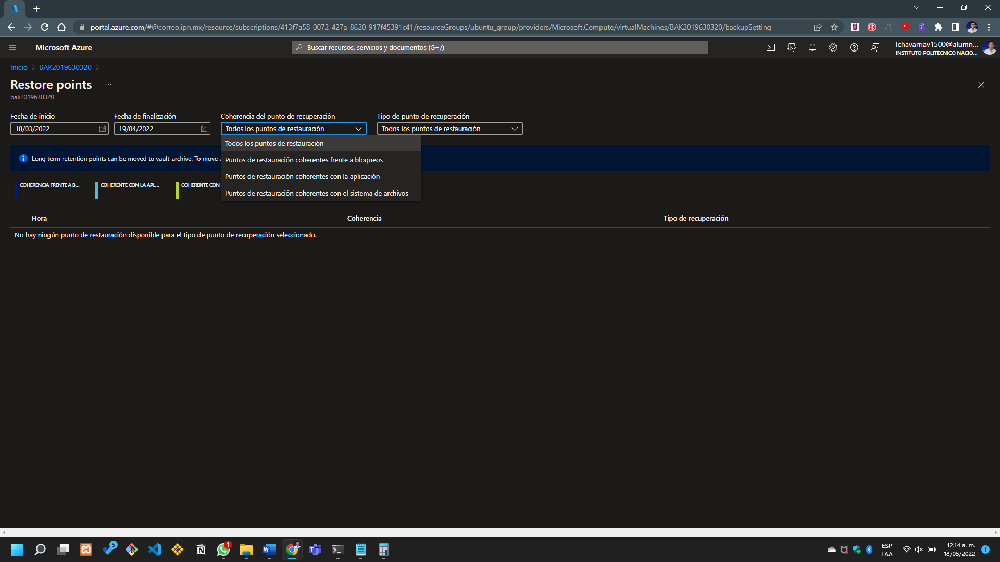 portal.azure.com/#@correo.ipn.mx/resource/subscriptions/413f7a58-0072-427a-8620-917f45391c41/resourceGroups/ubuntu_group/providers/Microsoft.Compute/virtualMachines/BAK2019630320/backupSetting
Microsoft Azure
Buscar recursos, servicios y documentos (G+/)
lchavarriav1500@alumn...
INSTITUTO POLITECNICO NACIO...
Inicio > BAK2019630320 >
Restore points ...
bak2019630320
Fecha de inicio
Fecha de finalización
Coherencia del punto de recuperación
Tipo de punto de recuperación
18/03/2022
19/04/2022
Todos los puntos de restauración
Todos los puntos de restauración
Todos los puntos de restauración
Puntos de restauración coherentes frente a bloqueos
Puntos de restauración coherentes con la aplicación
Puntos de restauración coherentes con el sistema de archivos
Long term retention points can be moved to vault-archive. To move
COHERENCIA FRENTE A B...
COHERENTE CON LA APL...
COHERENTE CON
Hora
Coherencia
Tipo de recuperación
No hay ningún punto de restauración disponible para el tipo de punto de recuperación seleccionado.
5
1
ESP
LAA
12:14 a. m.
18/05/2022
1